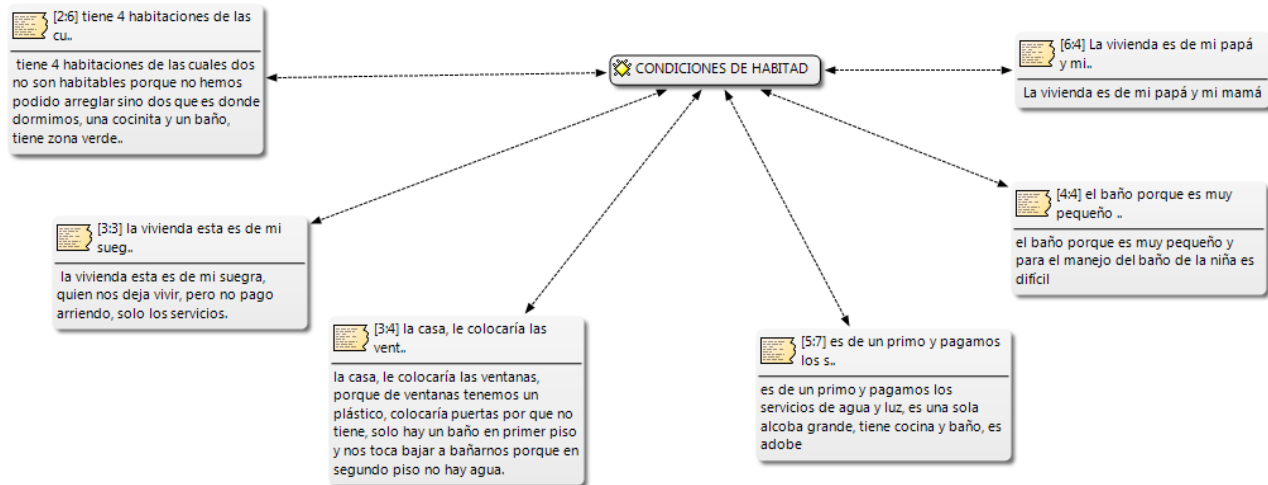 [2:6] tiene 4 habitaciones de las
cu..
tiene 4 habitaciones de las cuales dos
no son habitables porque no hemos
podido arreglar sino dos que es donde
dormimos, una cocinita y un baño,
tiene zona verde..
CONDICIONES DE HABITAD
[6:4] La vivienda es de mi papá
y mi..
La vivienda es de mi papá y mi mamá
[4:4] el baño porque es muy
pequeño ..
el baño porque es muy pequeño y
para el manejo del baño de la niña es
difícil
[3:3] la vivienda esta es de mi
sueg..
la vivienda esta es de mi suegra,
quien nos deja vivir, pero no pago
arriendo, solo los servicios.
[3:4] la casa, le colocaría las
vent..
la casa, le colocaría las ventanas,
porque de ventanas tenemos un
plástico, colocaría puertas por que no
tiene, solo hay un baño en primer piso
y nos toca bajar a bañarnos porque en
segundo piso no hay agua.
[5:7] es de un primo y pagamos
los s..
es de un primo y pagamos los
servicios de agua y luz, es una sola
alcoba grande, tiene cocina y baño, es
adobe